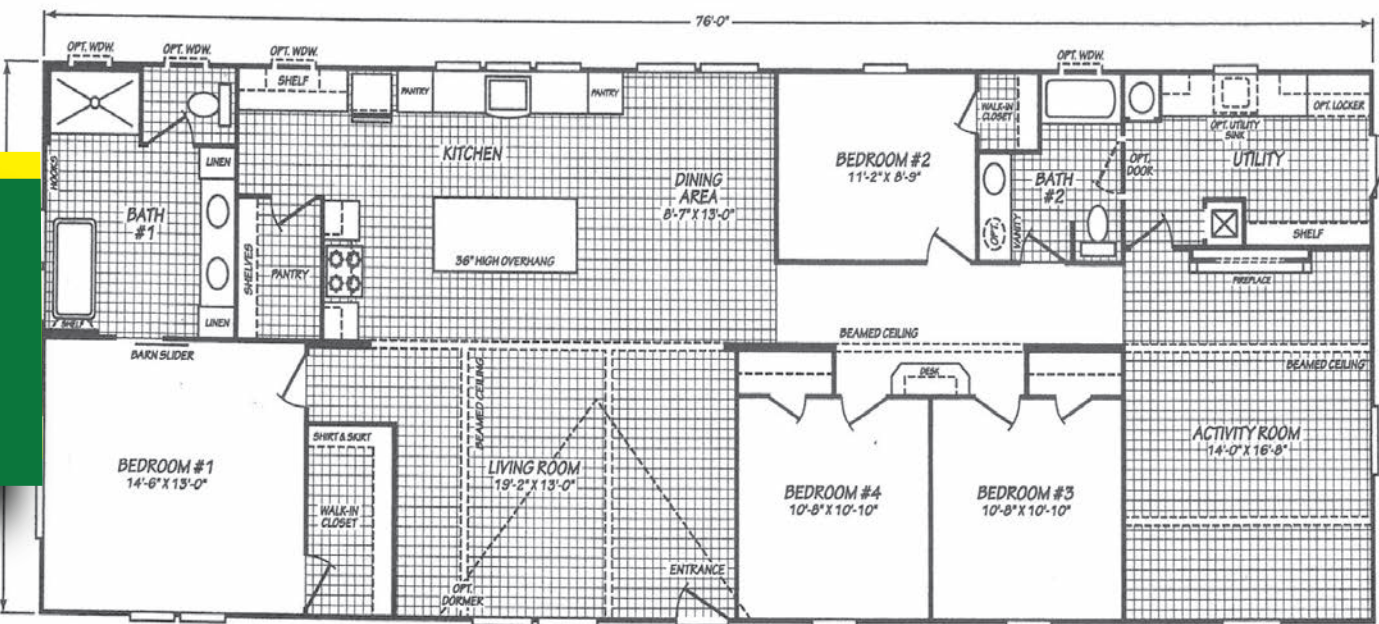 76'-0"
OPT. WDW.
OPT. WDW.
OPT. WDW.
OPT. WDW.
SHELF
PANTRY
PANTRY
WALK-IN
CLOSET
OPT. LOCKER
OPT. UTILITY
SINK
KITCHEN
BEDROOM #2
11'-2" X 8'-9"
UTILITY
LINEN
HOOKS
DINING
AREA
8'-7" X 13'-0"
BATH
#2
OPT.
DOOR
BATH
#1
OPT.
VANITY
SHELF
SHELVES
PANTRY
36" HIGH OVERHANG
FIREPLACE
SHELF
LINEN
BEAMED CEILING
BARN SLIDER
BEAMED CEILING
DESK
BEAMED CEILING
SHIRT & SKIRT
ACTIVITY ROOM
14'-0" X 16'-8"
BEDROOM #1
14'-6" X 13'-0"
LIVING ROOM
19'-2" X 13'-0"
BEDROOM #4
10'-8" X 10'-10"
BEDROOM #3
10'-8" X 10'-10"
WALK-IN
CLOSET
ENTRANCE
OPT.
DORMER